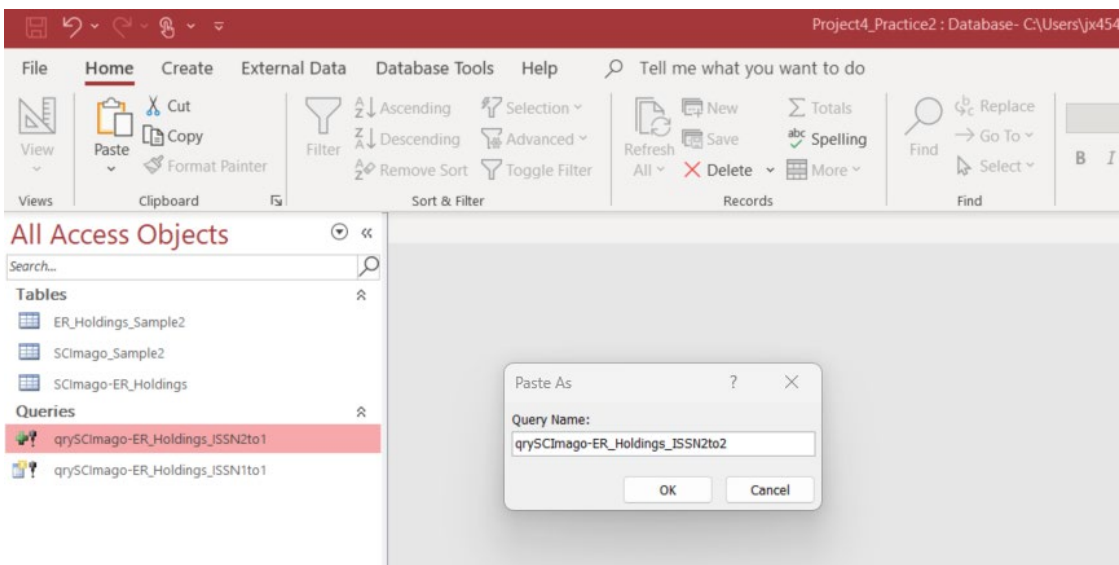 Project4_Practice2 : Database- C:\Users\jx454
File Home Create External Data Database Tools Help Tell me what you want to do
View
Paste
Cut
Copy
Format Painter
Filter
Ascending
Descending
Remove Sort
Selection
Advanced
Toggle Filter
Refresh
All
New
Save
Delete
Totals
Spelling
More
Find
Replace
Go To
Select
B I
Views Clipboard Sort & Filter Records Find
All Access Objects
Search...
Tables
ER_Holdings_Sample2
SCImago_Sample2
SCImago-ER_Holdings
Queries
qrySCImago-ER_Holdings_ISSN2to1
qrySCImago-ER_Holdings_ISSN1to1
Paste As ? ×
Query Name:
qrySCImago-ER_Holdings_ISSN2to2
OK Cancel